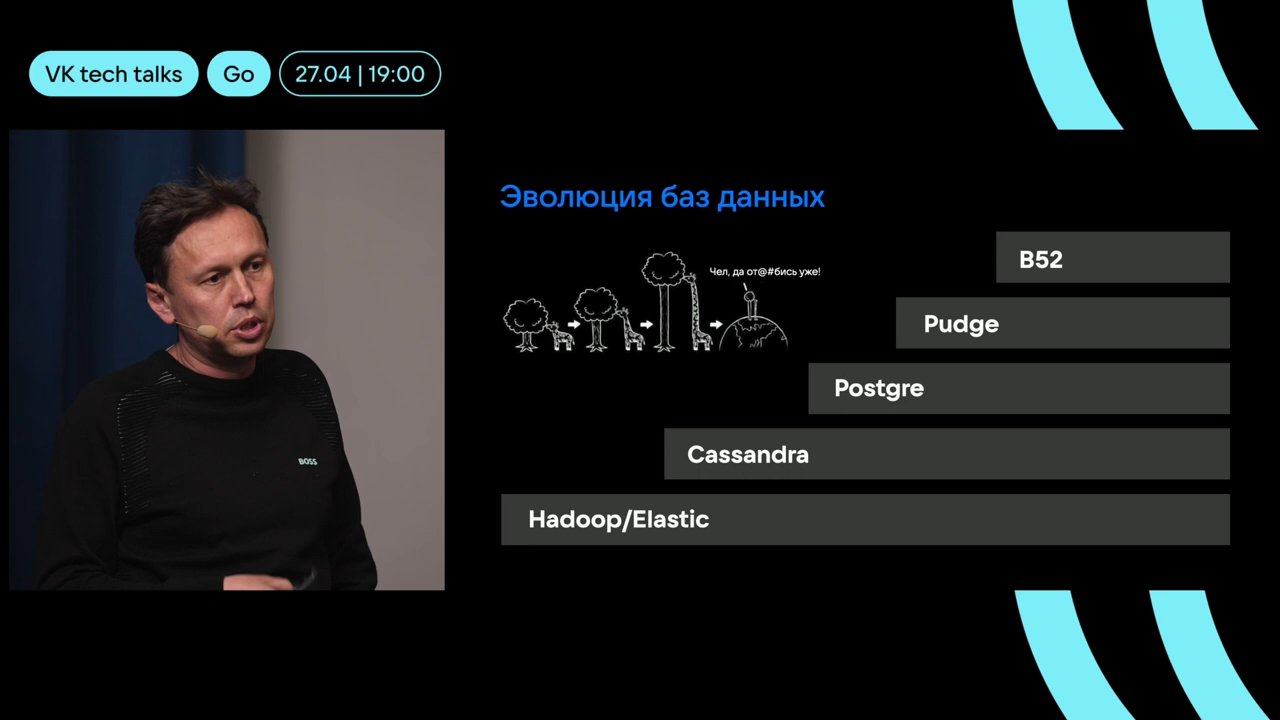 VK tech talks
Go
27.04 | 19:00
Эволюция баз данных
Чел, да от@#бись уже!
B52
Pudge
Postgre
Cassandra
Hadoop/Elastic
BOSS